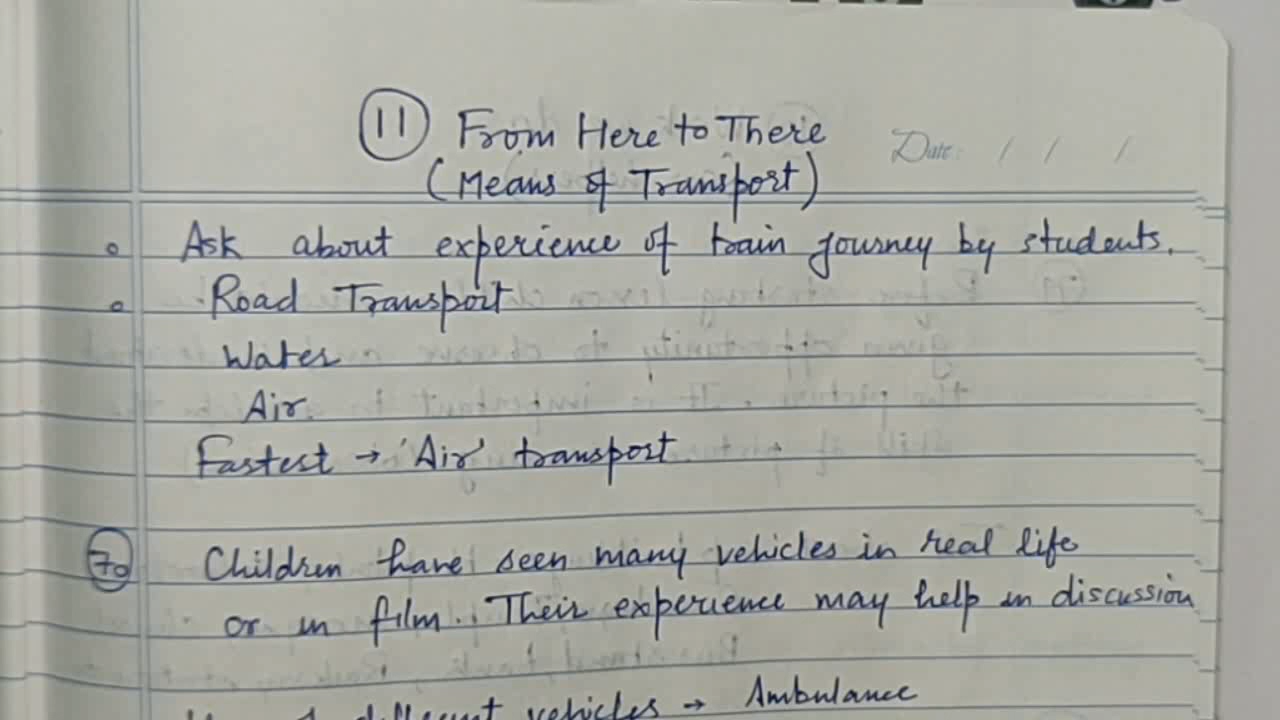 11 From Here to There
Date: / / /
(Means of Transport)
Ask about experience of train journey by students.
Road Transport
Water
Air.
Fastest → 'Air' transport.
70 Children have seen many vehicles in real life
or in film. Their experience may help in discussion
different vehicles → Ambulance